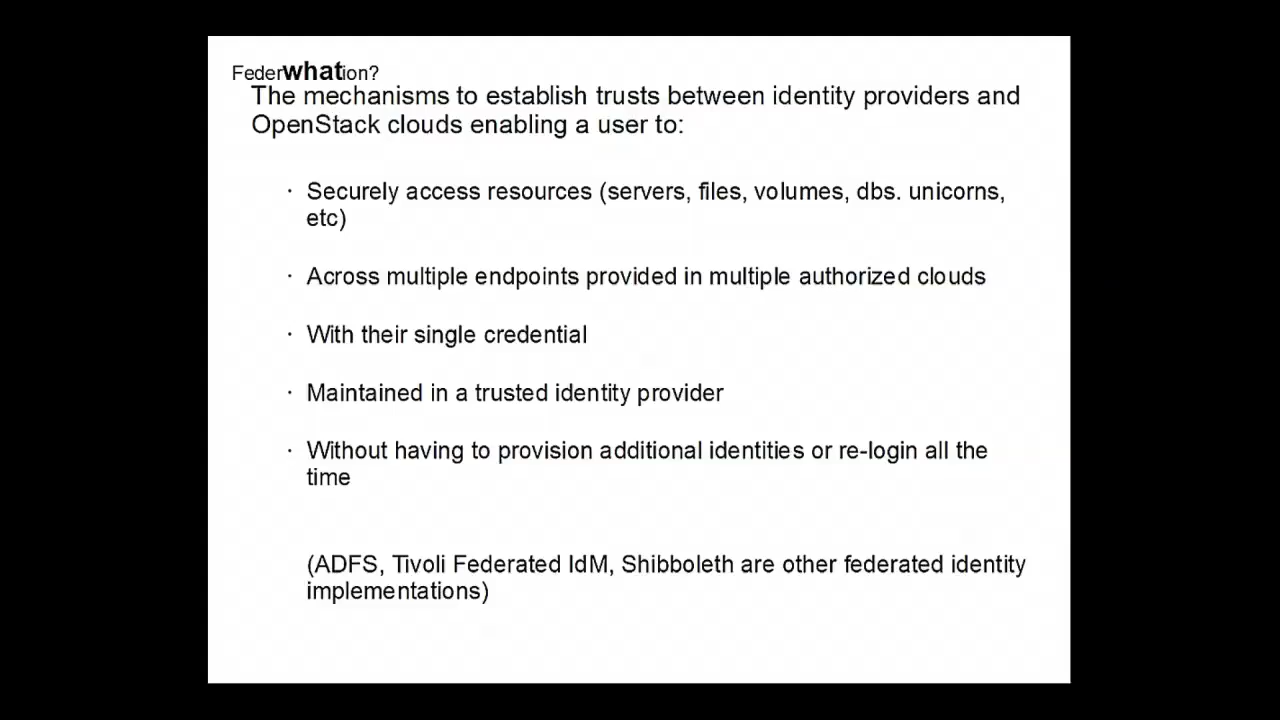 Federwhation?
The mechanisms to establish trusts between identity providers and
OpenStack clouds enabling a user to:
· Securely access resources (servers, files, volumes, dbs. unicorns,
etc)
· Across multiple endpoints provided in multiple authorized clouds
· With their single credential
· Maintained in a trusted identity provider
· Without having to provision additional identities or re-login all the
time
(ADFS, Tivoli Federated IdM, Shibboleth are other federated identity
implementations)